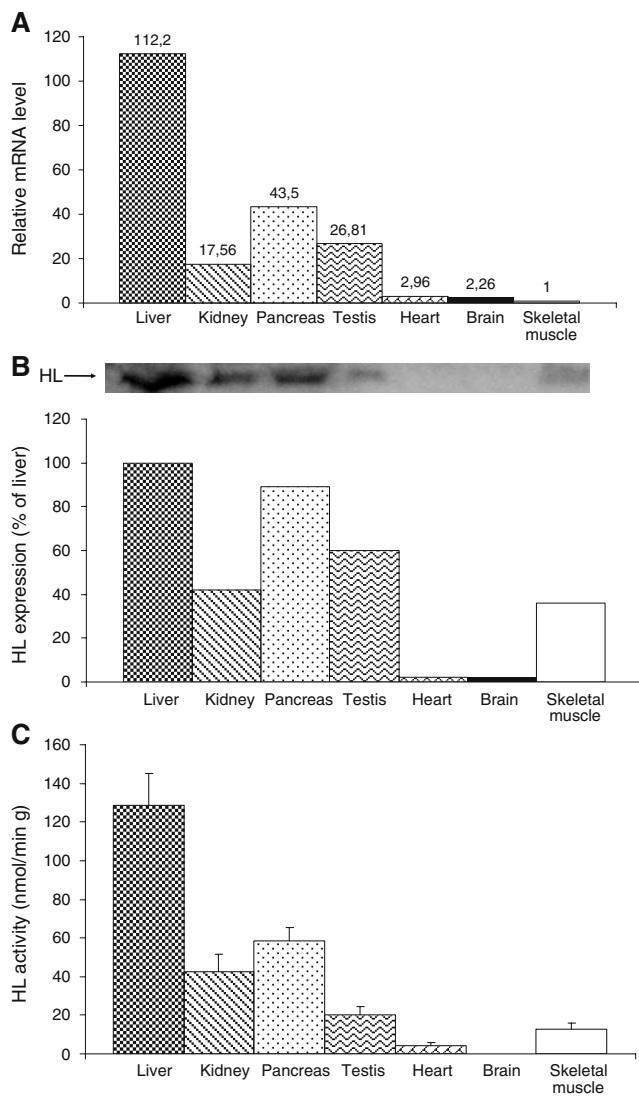 A
Relative mRNA level
120
100
80
60
40
20
0
112,2
17,56
43,5
26,81
2,96
2,26
1
Liver Kidney Pancreas Testis Heart Brain Skeletal
muscle
B
HL
HL expression (% of liver)
120
100
80
60
40
20
0
Liver Kidney Pancreas Testis Heart Brain Skeletal
muscle
C
HL activity (nmol/min g)
160
140
120
100
80
60
40
20
0
Liver Kidney Pancreas Testis Heart Brain Skeletal
muscle